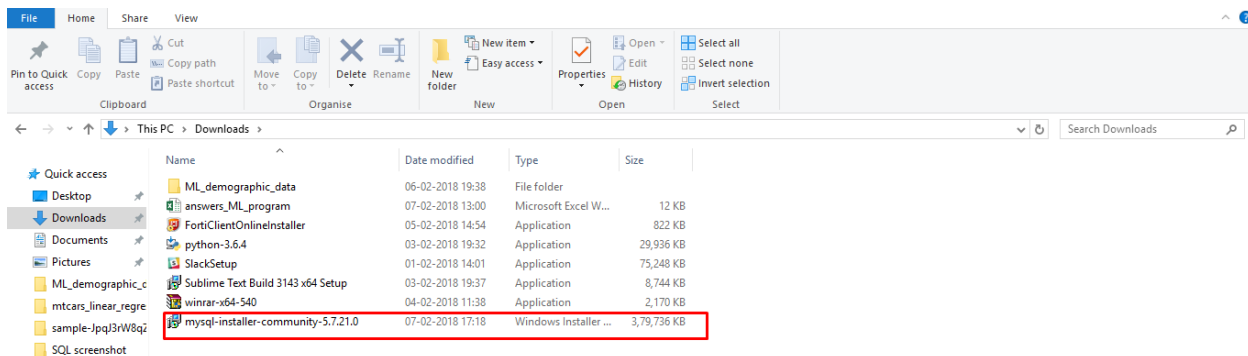 File Home Share View
Pin to Quick access
Copy
Paste
Cut
Copy path
Paste shortcut
Clipboard
Move to
Copy to
Delete
Rename
Organise
New folder
New item
Easy access
New
Properties
Open
Edit
History
Open
Select all
Select none
Invert selection
Select
This PC > Downloads >
Search Downloads
Quick access
Desktop
Downloads
Documents
Pictures
ML_demographic_c
mtcars_linear_regre
sample-JpqJ3rW8qZ
SQL screenshot
Name Date modified Type Size
ML_demographic_data 06-02-2018 19:38 File folder
answers_ML_program 07-02-2018 13:00 Microsoft Excel W... 12 KB
FortiClientOnlineInstaller 05-02-2018 14:54 Application 822 KB
python-3.6.4 03-02-2018 19:32 Application 29,936 KB
SlackSetup 01-02-2018 14:01 Application 75,248 KB
Sublime Text Build 3143 x64 Setup 03-02-2018 19:37 Application 8,744 KB
winrar-x64-540 04-02-2018 11:38 Application 2,170 KB
mysql-installer-community-5.7.21.0 07-02-2018 17:18 Windows Installer ... 3,79,736 KB